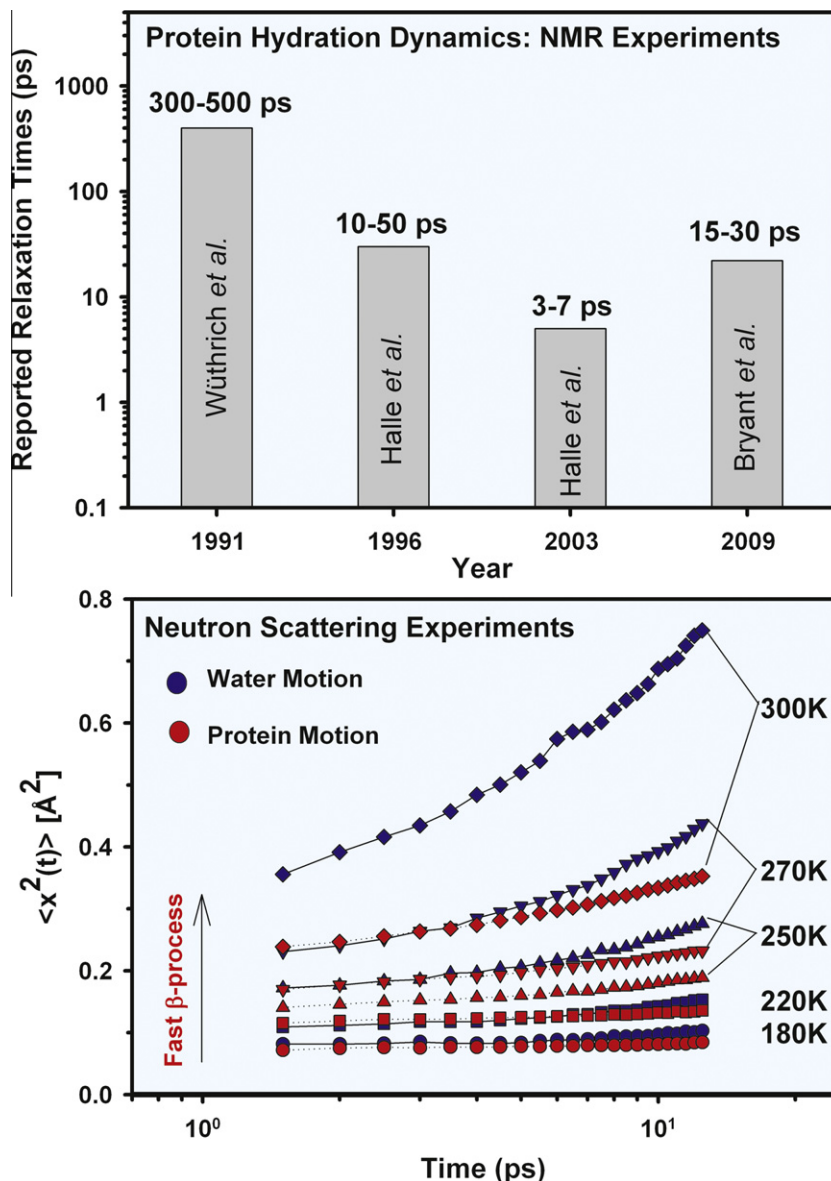 Protein Hydration Dynamics: NMR Experiments
Reported Relaxation Times (ps)
1000
100
10
1
0.1
300-500 ps
10-50 ps
3-7 ps
15-30 ps
Wüthrich et al.
Halle et al.
Halle et al.
Bryant et al.
1991
1996
2003
2009
Year
Neutron Scattering Experiments
Water Motion
Protein Motion
<x²(t)> [Å²]
0.8
0.6
0.4
0.2
0.0
Fast β-process
300K
270K
250K
220K
180K
10⁰
10¹
Time (ps)